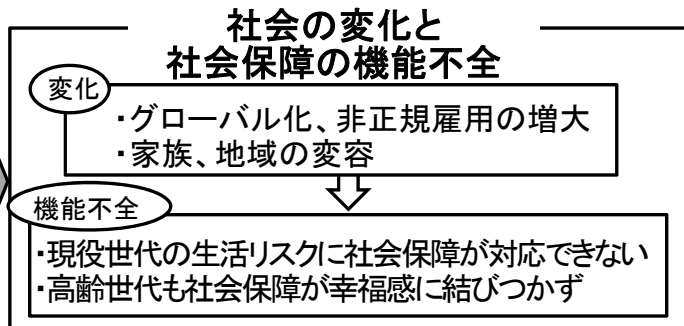 社会の変化と
社会保障の機能不全
変化
・グローバル化、非正規雇用の増大
・家族、地域の変容
機能不全
・現役世代の生活リスクに社会保障が対応できない
・高齢世代も社会保障が幸福感に結びつかず